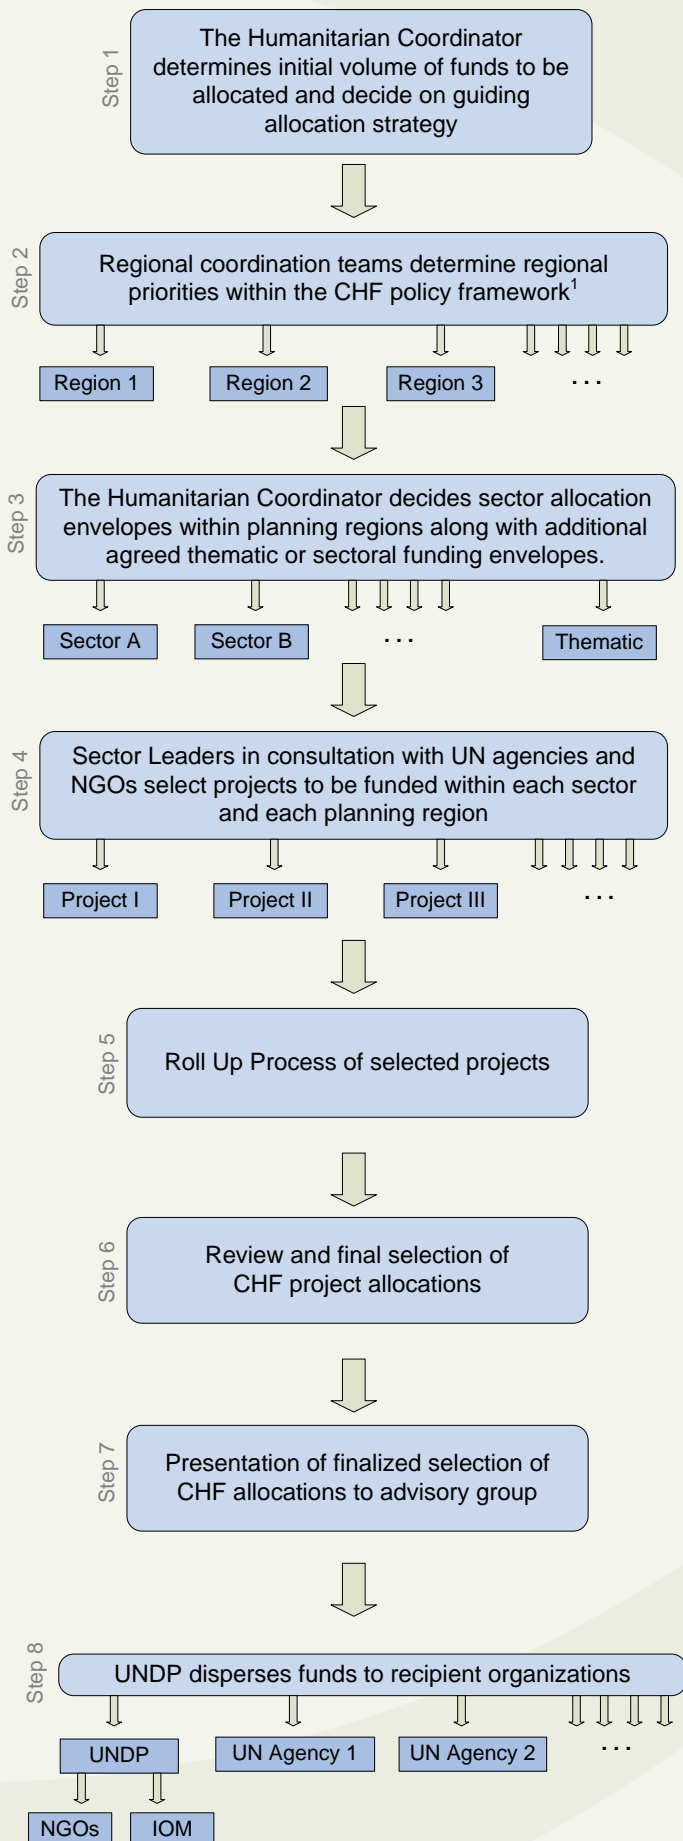 Step 1
The Humanitarian Coordinator
determines initial volume of funds to be
allocated and decide on guiding
allocation strategy
Step 2
Regional coordination teams determine regional
priorities within the CHF policy framework¹
Region 1
Region 2
Region 3
...
Step 3
The Humanitarian Coordinator decides sector allocation
envelopes within planning regions along with additional
agreed thematic or sectoral funding envelopes.
Sector A
Sector B
...
Thematic
Step 4
Sector Leaders in consultation with UN agencies and
NGOs select projects to be funded within each sector
and each planning region
Project I
Project II
Project III
...
Step 5
Roll Up Process of selected projects
Step 6
Review and final selection of
CHF project allocations
Step 7
Presentation of finalized selection of
CHF allocations to advisory group
Step 8
UNDP disperses funds to recipient organizations
UNDP
UN Agency 1
UN Agency 2
...
NGOs
IOM